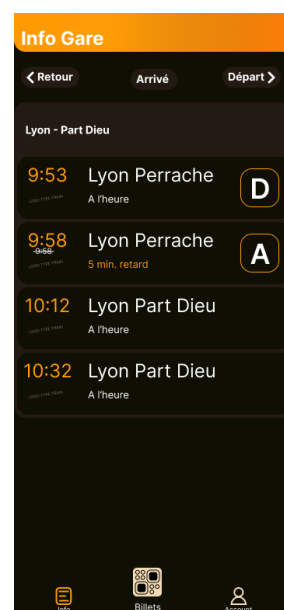 Info Gare
Retour
Arrivé
Départ
Lyon - Part Dieu
9:53
Lyon Perrache
A l'heure
D
9:58
9:58
Lyon Perrache
5 min. retard
A
10:12
Lyon Part Dieu
A l'heure
10:32
Lyon Part Dieu
A l'heure
Info
Billets
Account